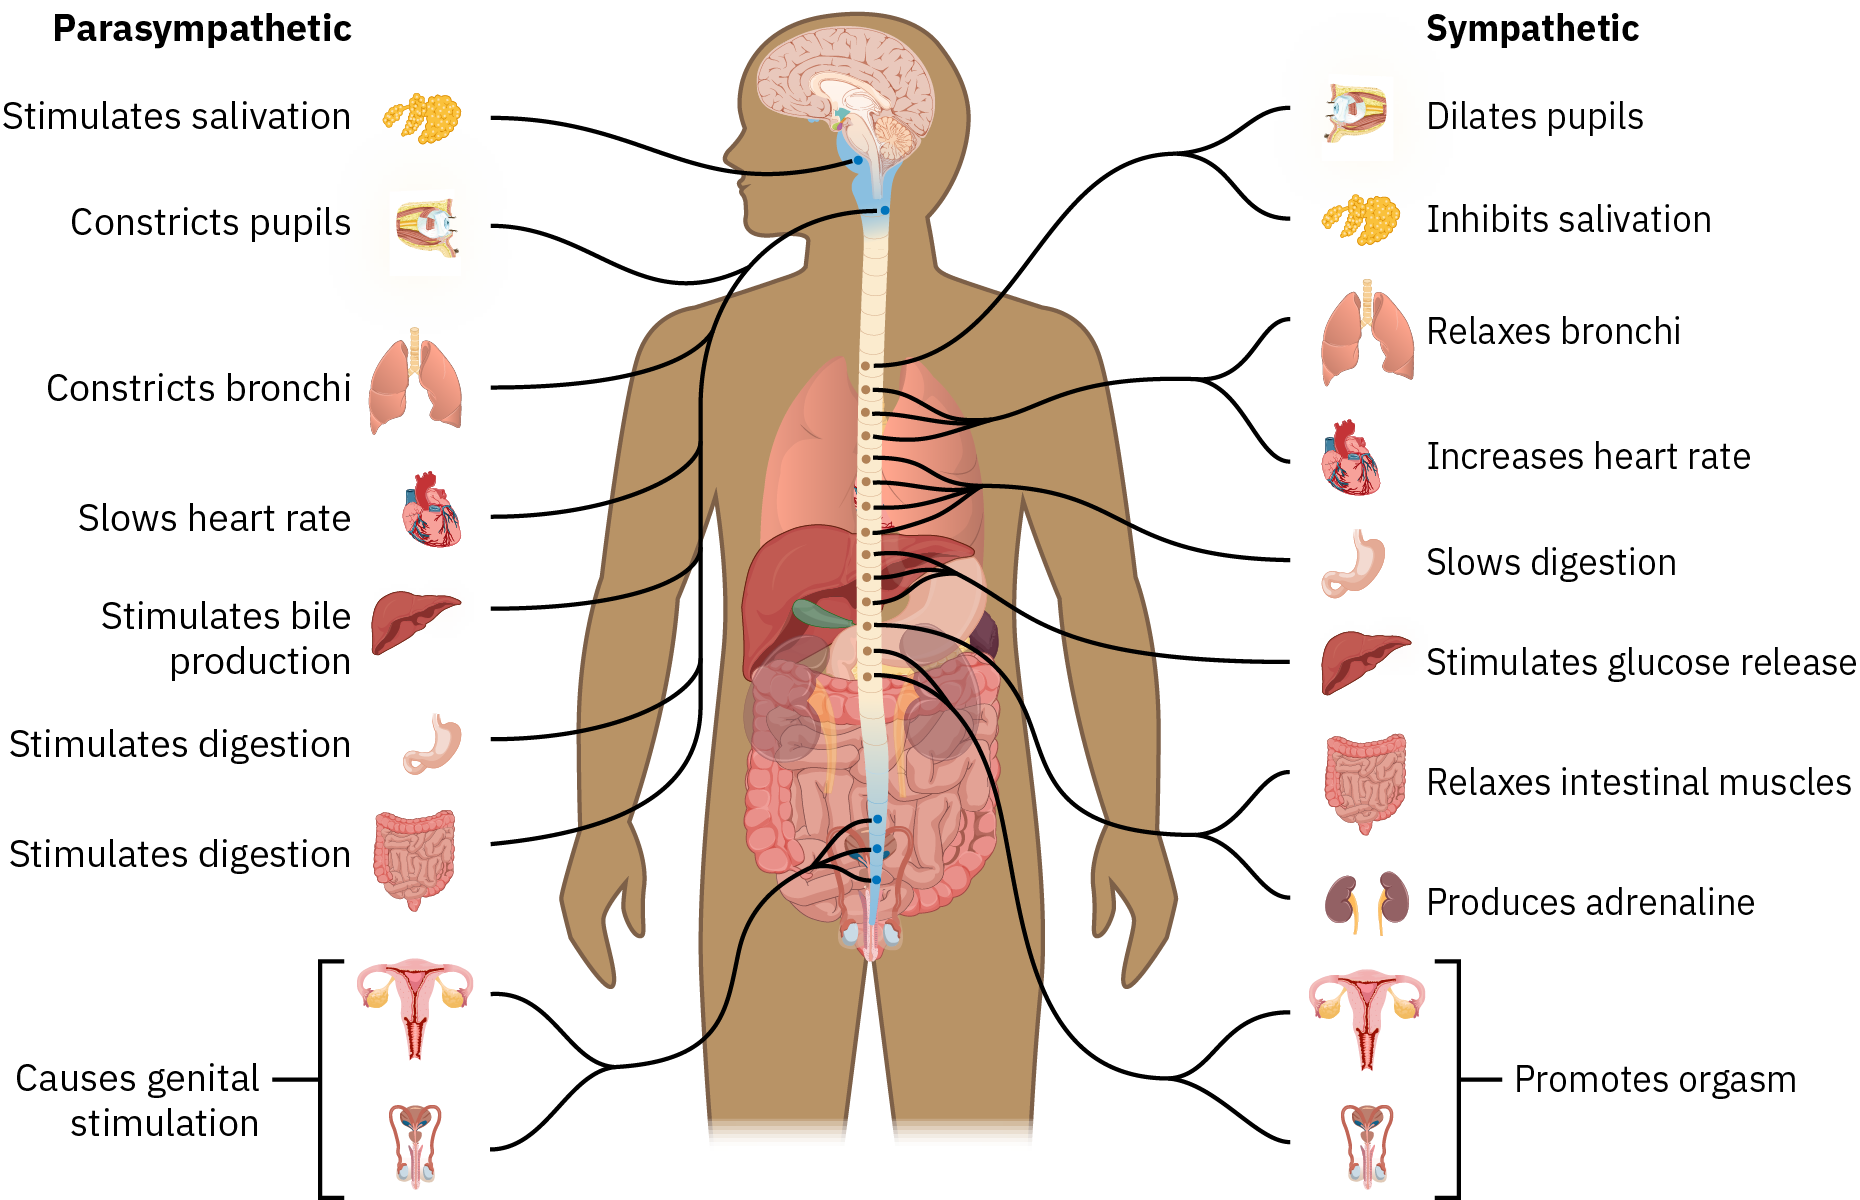 Parasympathetic
Stimulates salivation
Constricts pupils
Constricts bronchi
Slows heart rate
Stimulates bile
production
Stimulates digestion
Stimulates digestion
Causes genital
stimulation
Sympathetic
Dilates pupils
Inhibits salivation
Relaxes bronchi
Increases heart rate
Slows digestion
Stimulates glucose release
Relaxes intestinal muscles
Produces adrenaline
Promotes orgasm